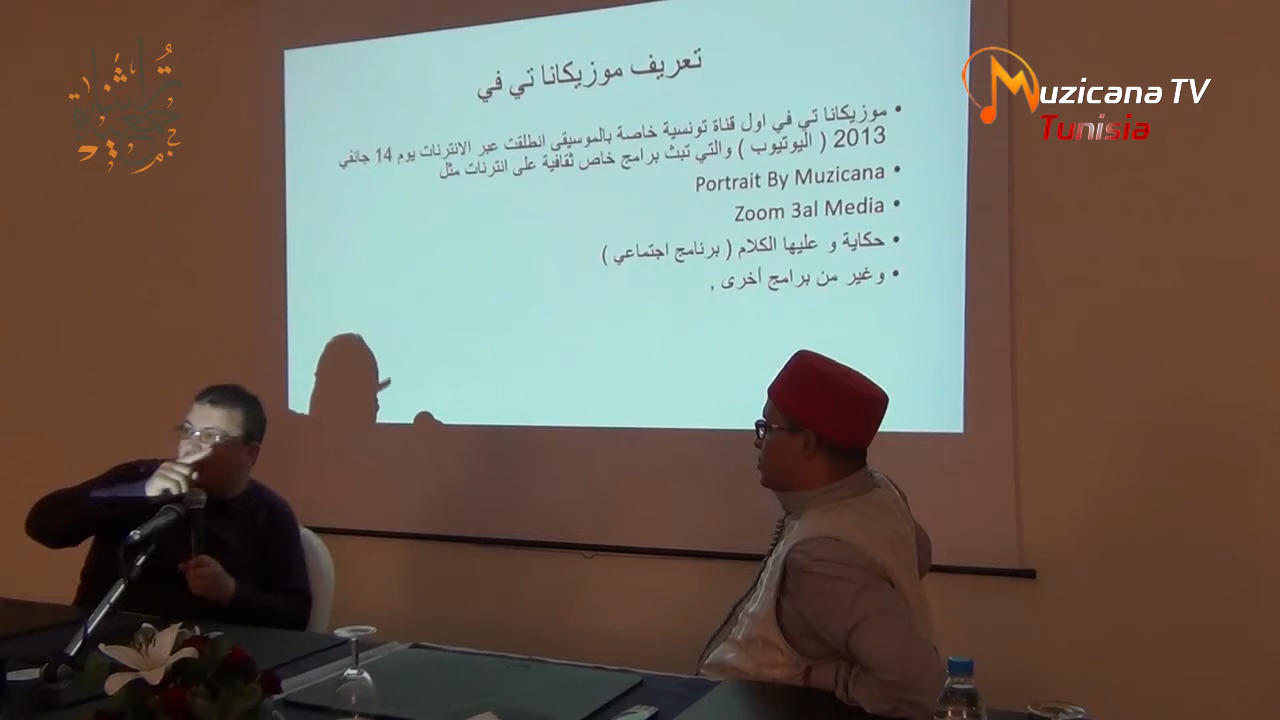 تعريف موزيكانا تي في
• موزيكانا تي في اول قناة تونسية خاصة بالموسيقى انطلقت عبر الانترنات يوم 14 جانفي
2013 ( اليوتيوب ) والتي تبث برامج خاص ثقافية على انترنات مثل
• Portrait By Muzicana
• Zoom 3al Media
• حكاية و عليها الكلام ( برنامج اجتماعي )
• وغير من برامج أخرى ,
Muzicana TV
Tunisia